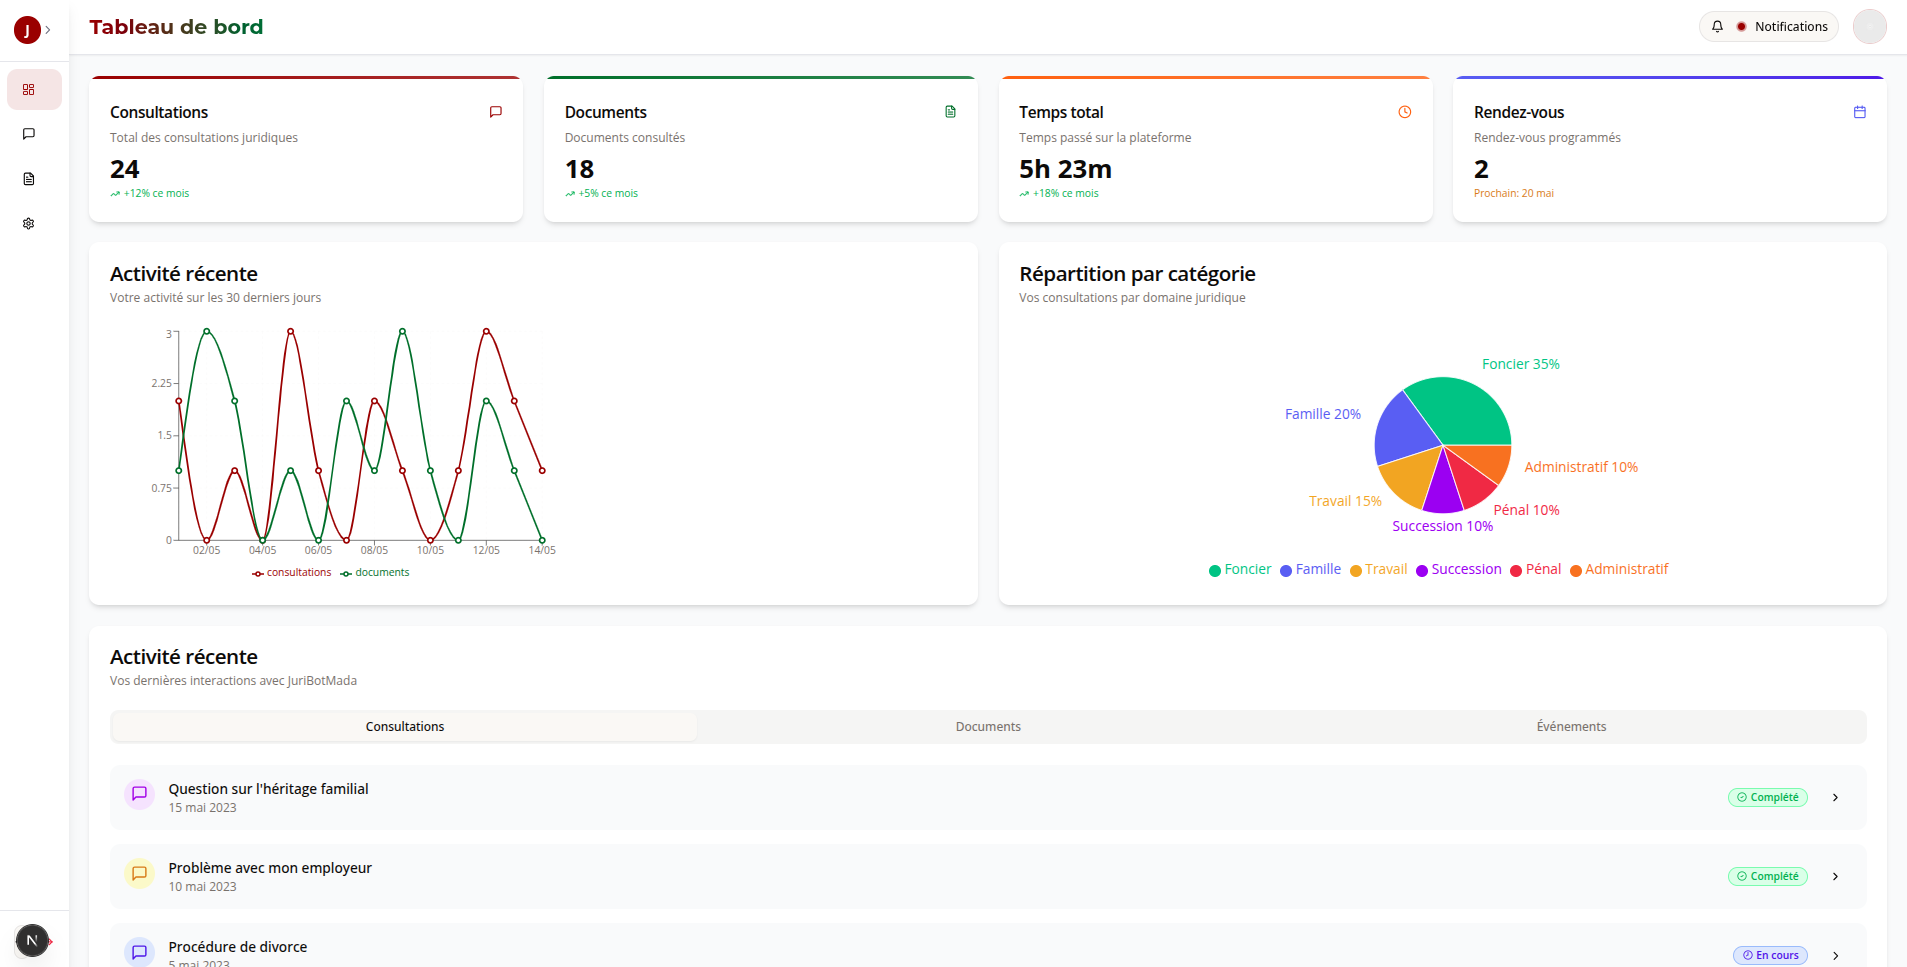 J
Tableau de bord
Notifications
Consultations
Total des consultations juridiques
24
+12% ce mois
Documents
Documents consultés
18
+5% ce mois
Temps total
Temps passé sur la plateforme
5h 23m
+18% ce mois
Rendez-vous
Rendez-vous programmés
2
Prochain: 20 mai
Activité récente
Votre activité sur les 30 derniers jours
3
2.25
1.5
0.75
0
02/05 04/05 06/05 08/05 10/05 12/05 14/05
consultations documents
Répartition par catégorie
Vos consultations par domaine juridique
Foncier 35%
Famille 20%
Administratif 10%
Travail 15%
Pénal 10%
Succession 10%
Foncier Famille Travail Succession Pénal Administratif
Activité récente
Vos dernières interactions avec JuriBotMada
Consultations Documents Événements
Question sur l'héritage familial
15 mai 2023
Complété
Problème avec mon employeur
10 mai 2023
Complété
Procédure de divorce
5 mai 2023
En cours
N